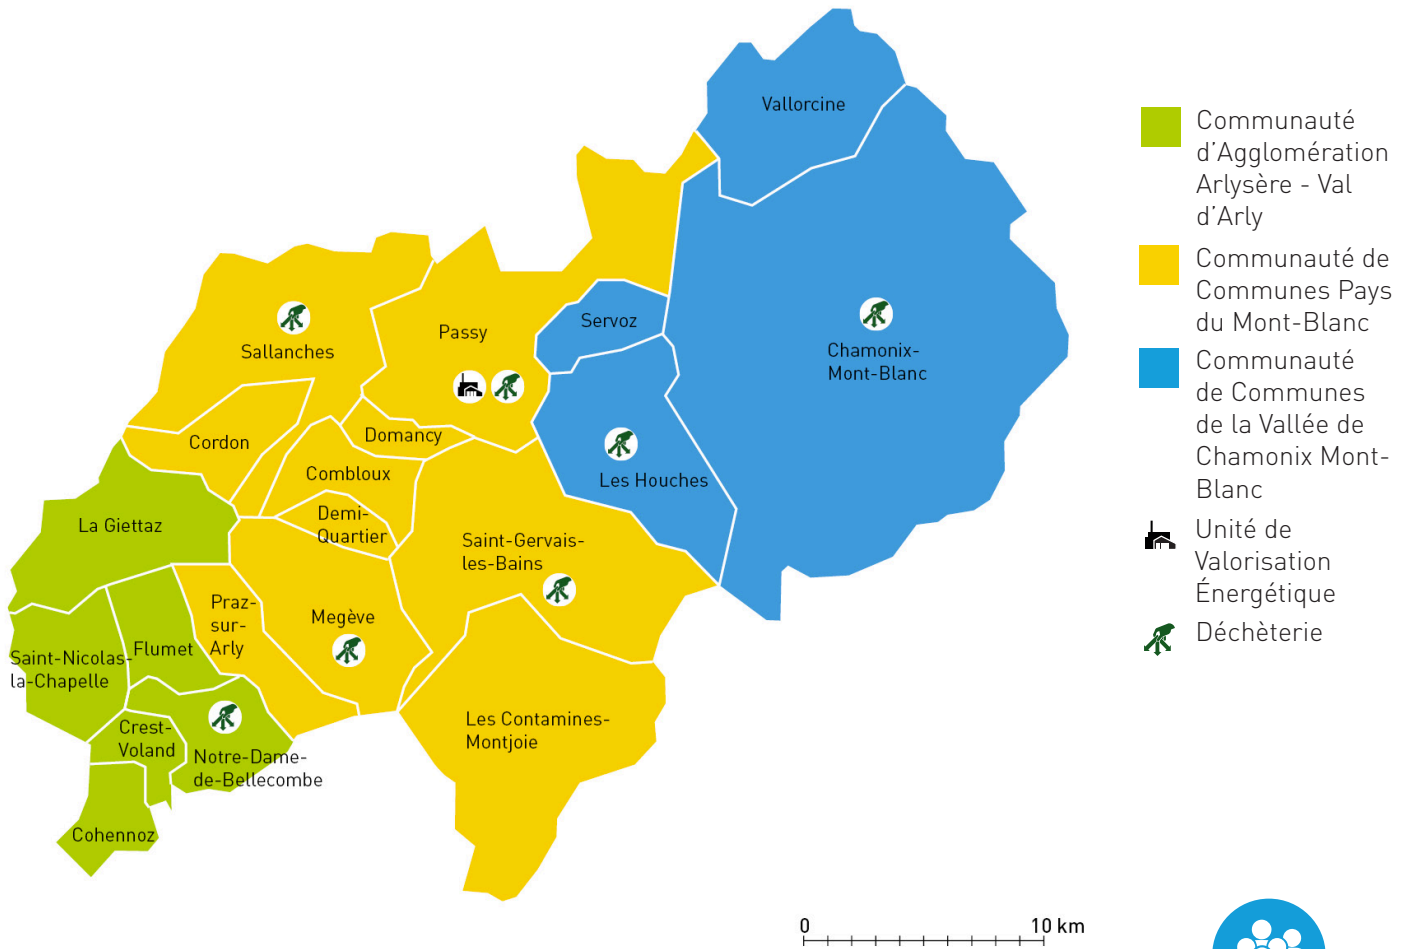 Vallorcine
Servoz
Chamonix-
Mont-Blanc
Passy
Sallanches
Cordon
Domancy
Combloux
Les Houches
Demi-
Quartier
La Giettaz
Saint-Gervais-
les-Bains
Praz-
sur-
Arly
Megève
Flumet
Saint-Nicolas-
la-Chapelle
Les Contamines-
Montjoie
Crest-
Voland
Notre-Dame-
de-Bellecombe
Cohennoz
Communauté
d'Agglomération
Arlysère - Val
d'Arly
Communauté de
Communes Pays
du Mont-Blanc
Communauté
de Communes
de la Vallée de
Chamonix Mont-
Blanc
Unité de
Valorisation
Énergétique
Déchèterie
0 10 km